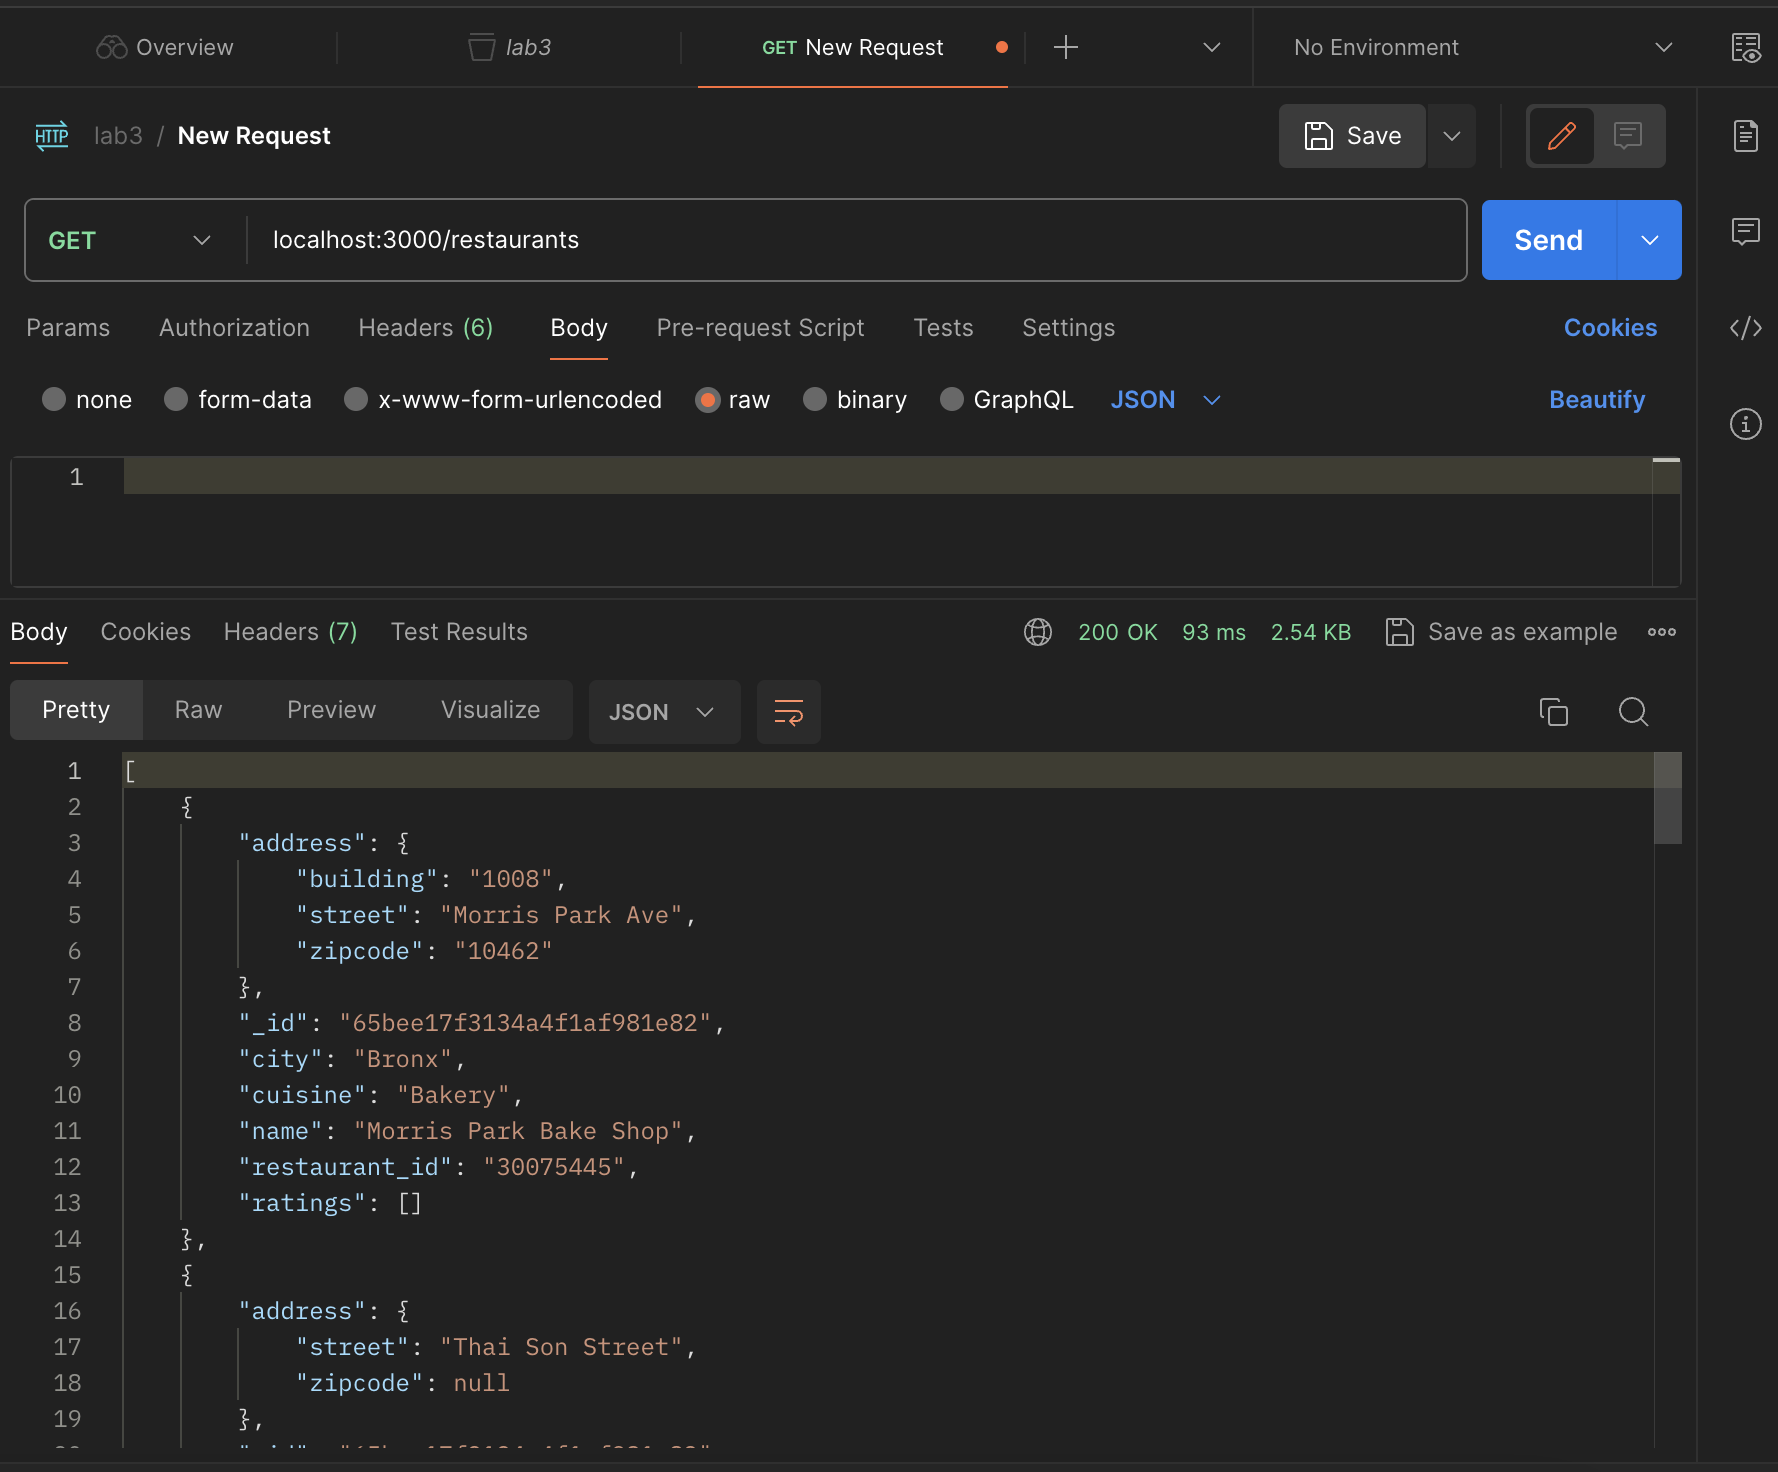 Overview
lab3
GET New Request
No Environment
HTTP lab3 / New Request
Save
GET
localhost:3000/restaurants
Send
Params Authorization Headers (6) Body Pre-request Script Tests Settings Cookies
none form-data x-www-form-urlencoded raw binary GraphQL JSON Beautify
1
Body Cookies Headers (7) Test Results 200 OK 93 ms 2.54 KB Save as example
Pretty Raw Preview Visualize JSON
1 [
2 {
3 "address": {
4 "building": "1008",
5 "street": "Morris Park Ave",
6 "zipcode": "10462"
7 },
8 "_id": "65bee17f3134a4f1af981e82",
9 "city": "Bronx",
10 "cuisine": "Bakery",
11 "name": "Morris Park Bake Shop",
12 "restaurant_id": "30075445",
13 "ratings": []
14 },
15 {
16 "address": {
17 "street": "Thai Son Street",
18 "zipcode": null
19 },